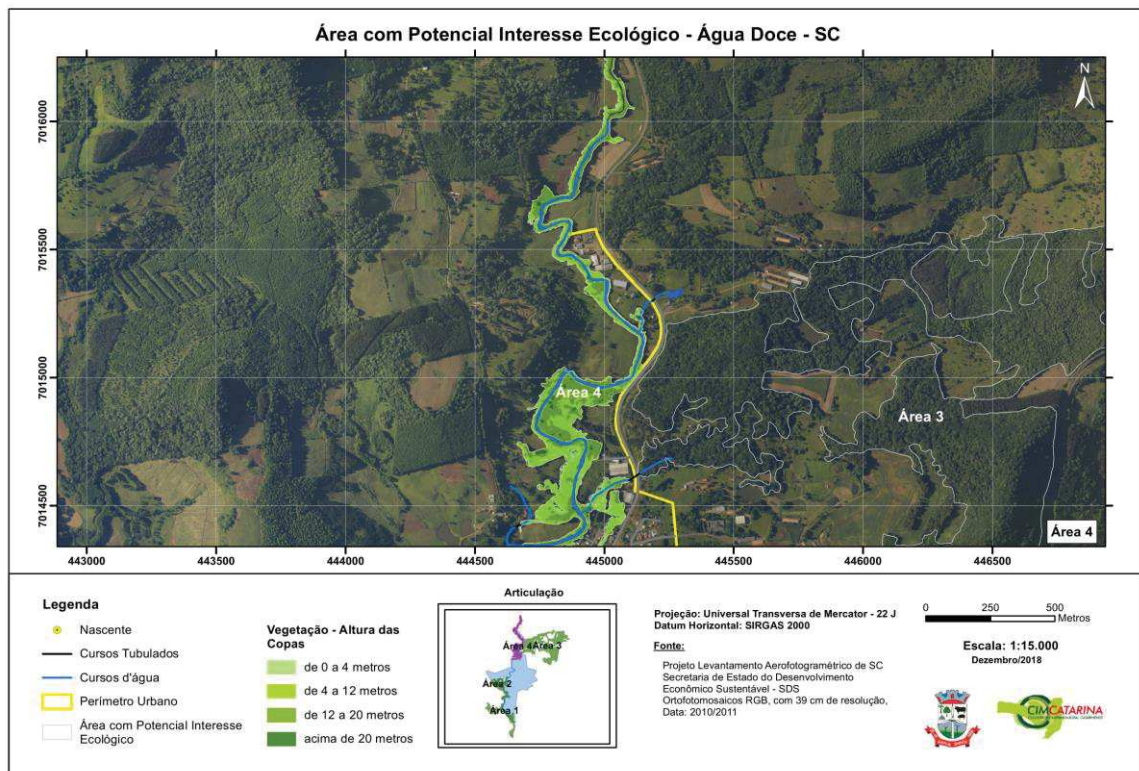 Área com Potencial Interesse Ecológico - Água Doce - SC
N
7016000
7015500
7015000
7014500
Área 4
Área 3
Área 4
443000
443500
444000
444500
445000
445500
446000
446500
Legenda
Nascente
Cursos Tubulados
Cursos d'água
Perímetro Urbano
Área com Potencial Interesse
Ecológico
Vegetação - Altura das
Copas
de 0 a 4 metros
de 4 a 12 metros
de 12 a 20 metros
acima de 20 metros
Articulação
Área 4
Área 3
Área 2
Área 1
Projeção: Universal Transversa de Mercator - 22 J
Datum Horizontal: SIRGAS 2000
Fonte:
Projeto Levantamento Aerofotogramétrico de SC
Secretaria de Estado do Desenvolvimento
Econômico Sustentável - SDS
Ortofotomosaicos RGB, com 39 cm de resolução,
Data: 2010/2011
0 250 500
Metros
Escala: 1:15.000
Dezembro/2018
CIMCATARINA